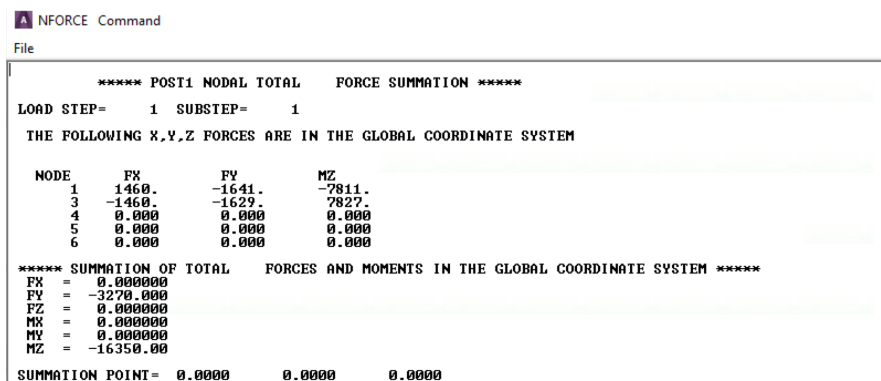 NFORCE Command
File
***** POST1 NODAL TOTAL FORCE SUMMATION *****
LOAD STEP= 1 SUBSTEP= 1
THE FOLLOWING X,Y,Z FORCES ARE IN THE GLOBAL COORDINATE SYSTEM
NODE FX FY MZ
1 1460. -1641. -7811.
3 -1460. -1629. 7827.
4 0.000 0.000 0.000
5 0.000 0.000 0.000
6 0.000 0.000 0.000
***** SUMMATION OF TOTAL FORCES AND MOMENTS IN THE GLOBAL COORDINATE SYSTEM *****
FX = 0.000000
FY = -3270.000
FZ = 0.000000
MX = 0.000000
MY = 0.000000
MZ = -16350.00
SUMMATION POINT= 0.0000 0.0000 0.0000